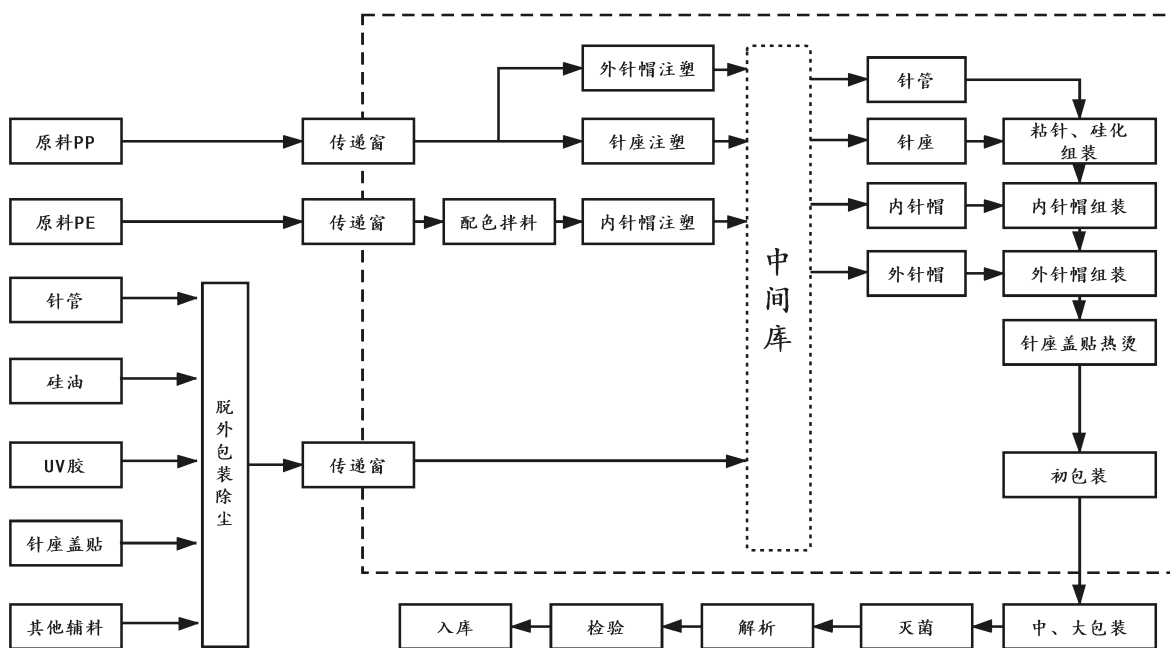 外针帽注塑
针管
原料PP
传递窗
针座注塑
针座
粘针、硅化
组装
原料PE
传递窗
配色拌料
内针帽注塑
内针帽
内针帽组装
中间库
外针帽
外针帽组装
针管
针座盖贴热烫
硅油
脱外包装除尘
UV胶
传递窗
初包装
针座盖贴
其他辅料
入库
检验
解析
灭菌
中、大包装